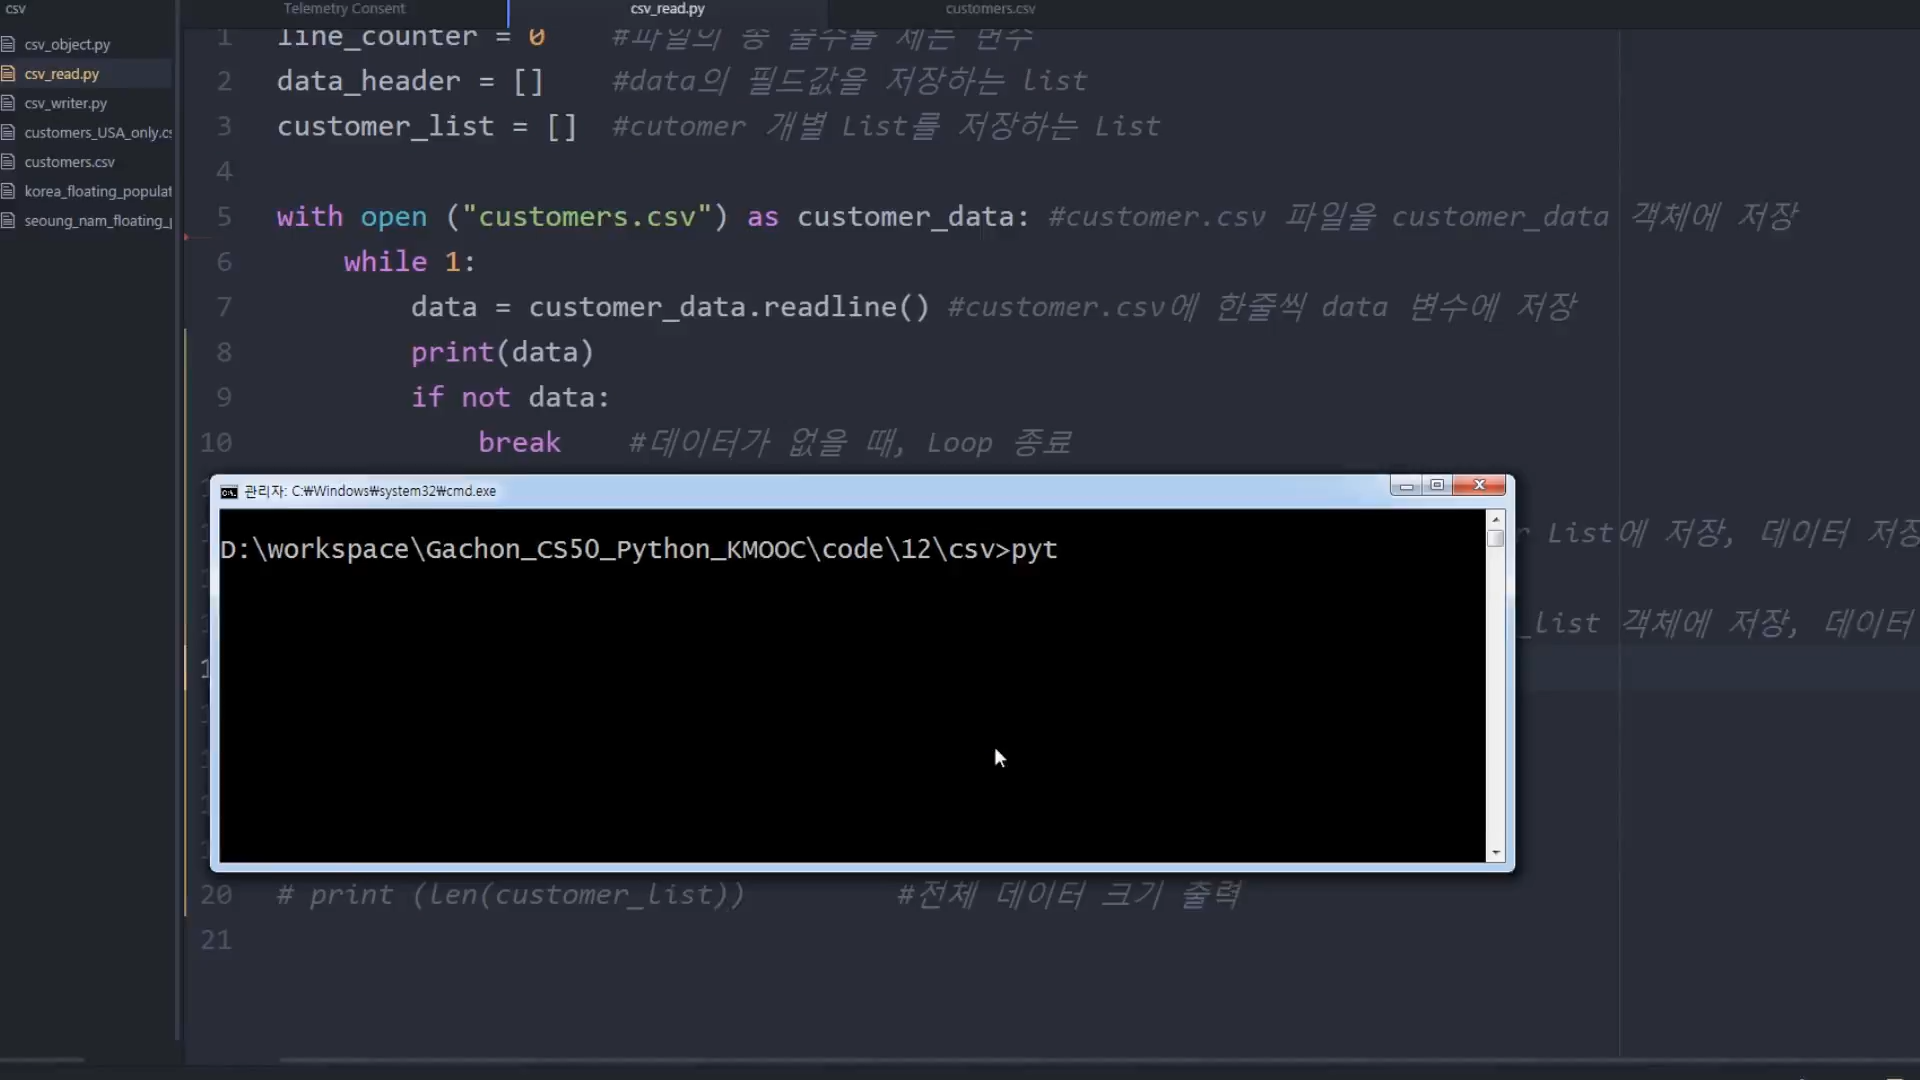 csv
Telemetry Consent
csv_read.py
customers.csv
csv_object.py
csv_read.py
csv_writer.py
customers_USA_only.cs
customers.csv
korea_floating_populat
seoung_nam_floating_
1 line_counter = 0 #파일의 총 줄수를 세는 변수
2 data_header = [] #data의 필드값을 저장하는 list
3 customer_list = [] #cutomer 개별 List를 저장하는 List
4
5 with open ("customers.csv") as customer_data: #customer.csv 파일을 customer_data 객체에 저장
6 while 1:
7 data = customer_data.readline() #customer.csv에 한줄씩 data 변수에 저장
8 print(data)
9 if not data:
10 break #데이터가 없을 때, Loop 종료
관리자: C:₩Windows₩system32₩cmd.exe
D:\workspace\Gachon_CS50_Python_KMOOC\code\12\csv>pyt
List에 저장, 데이터 저장
_list 객체에 저장, 데이터
20 # print (len(customer_list)) #전체 데이터 크기 출력
21